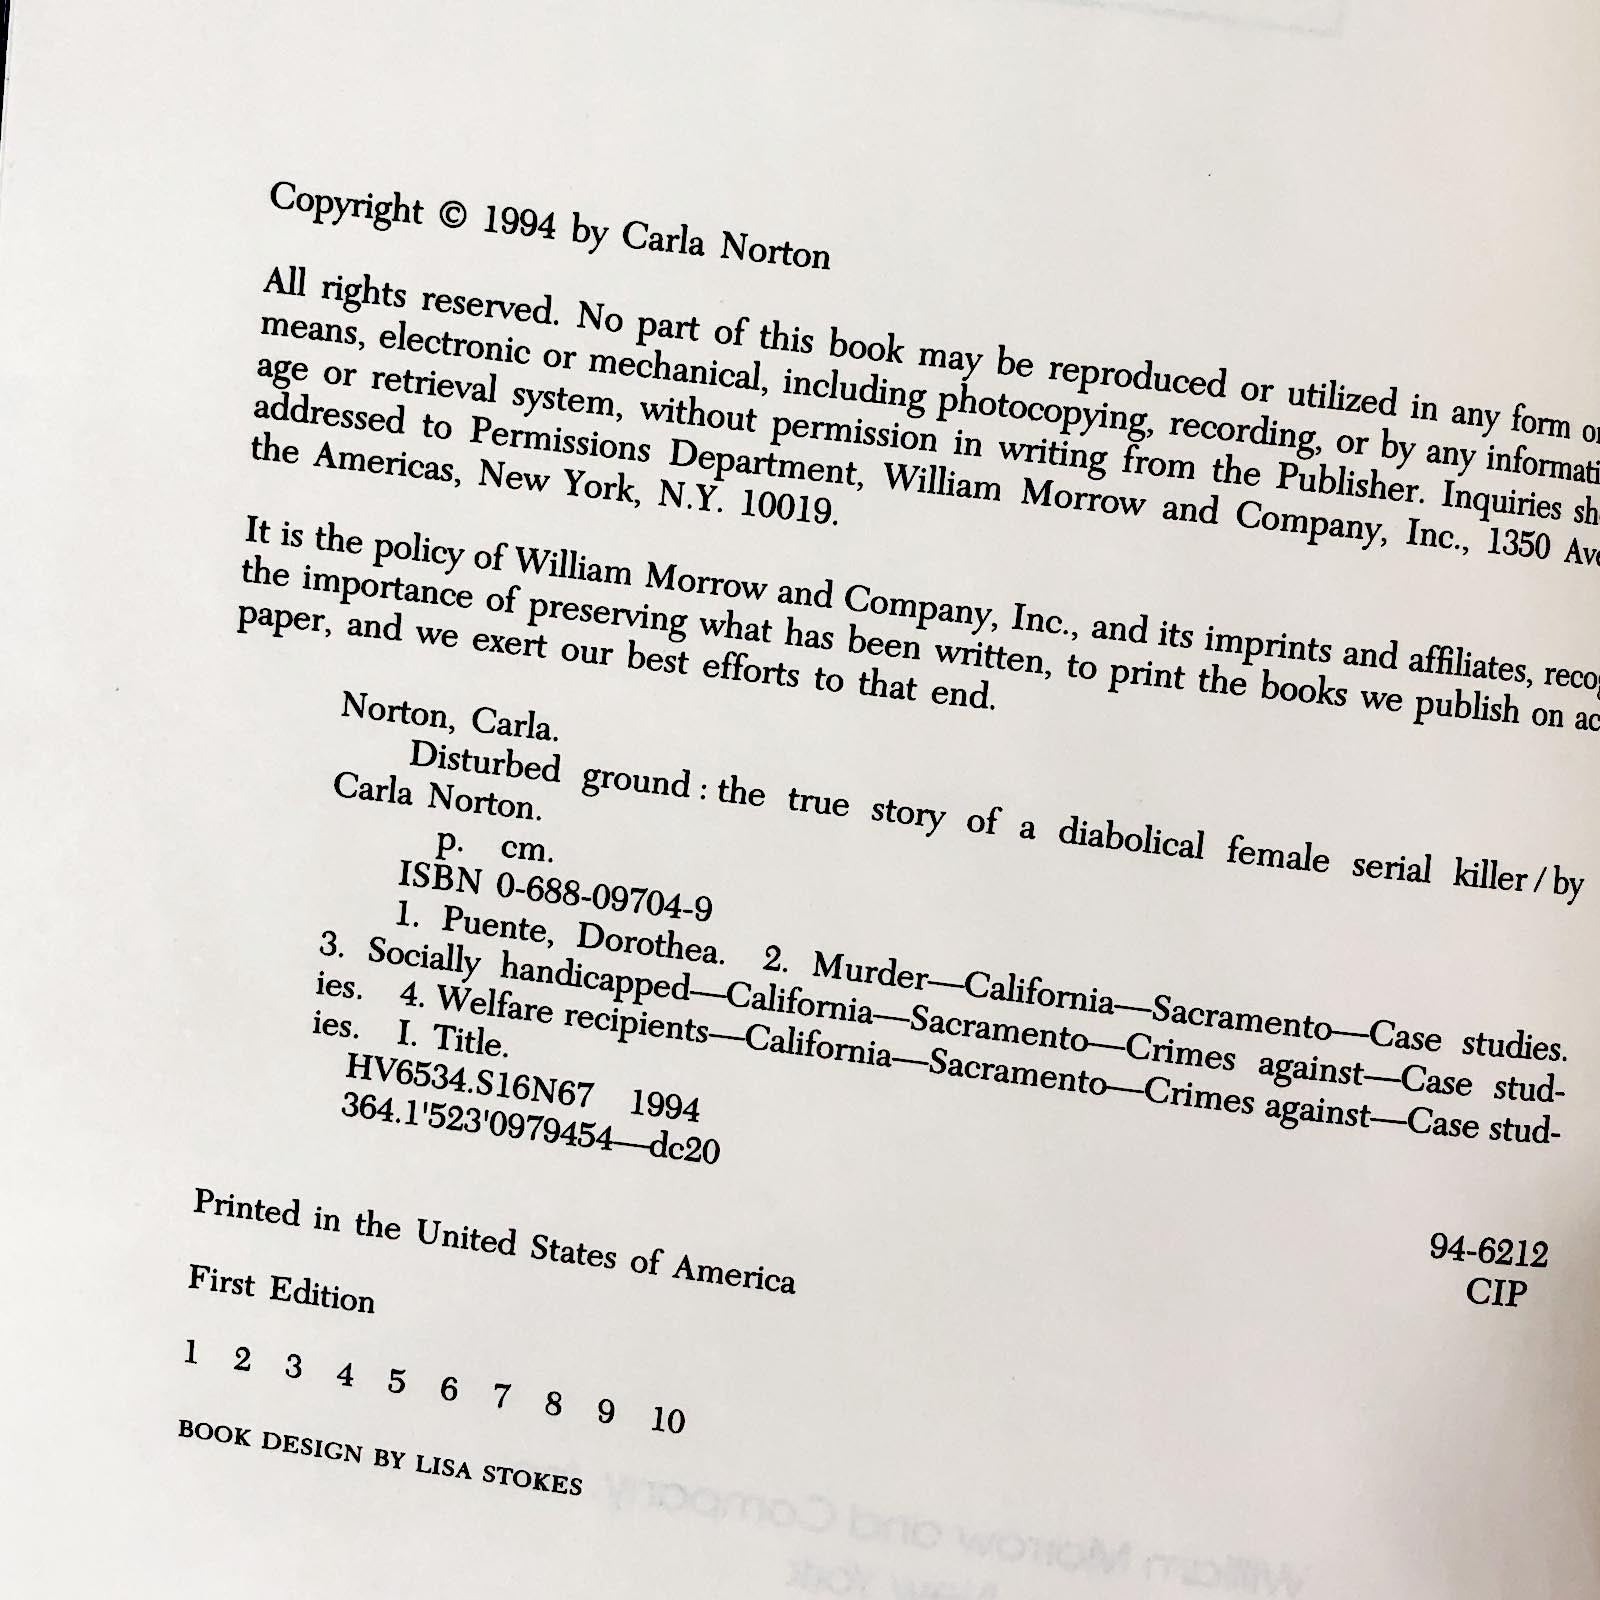 Copyright © 1994 by Carla Norton
All rights reserved. No part of this book may be reproduced or utilized in any form or
means, electronic or mechanical, including photocopying, recording, or by any informati
age or retrieval system, without permission in writing from the Publisher. Inquiries sh
addressed to Permissions Department, William Morrow and Company, Inc., 1350 Ave
the Americas, New York, N.Y. 10019.
It is the policy of William Morrow and Company, Inc., and its imprints and affiliates, recog
the importance of preserving what has been written, to print the books we publish on ac
paper, and we exert our best efforts to that end.
Norton, Carla.
Disturbed ground : the true story of a diabolical female serial killer / by
Carla Norton.
p. cm.
ISBN 0-688-09704-9
1. Puente, Dorothea. 2. Murder—California—Sacramento—Case studies.
3. Socially handicapped—California—Sacramento—Crimes against—Case stud-
ies. 4. Welfare recipients—California—Sacramento—Crimes against—Case stud-
ies. I. Title.
HV6534.S16N67 1994
364.1'523'0979454—dc20
94-6212
CIP
Printed in the United States of America
First Edition
1 2 3 4 5 6 7 8 9 10
BOOK DESIGN BY LISA STOKES
William Morrow and Company
New York